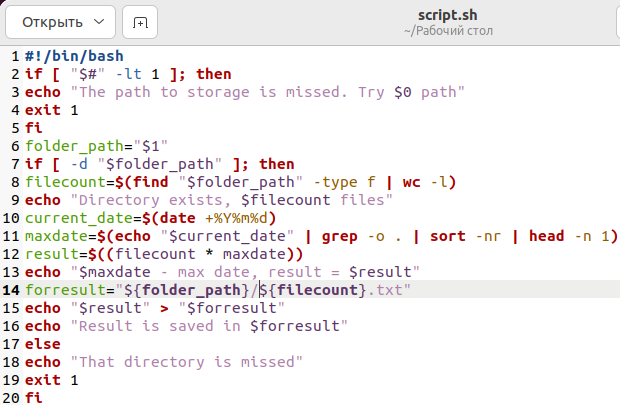 Открыть
script.sh
~/Рабочий стол
1 #!/bin/bash
2 if [ "$#" -lt 1 ]; then
3 echo "The path to storage is missed. Try $0 path"
4 exit 1
5 fi
6 folder_path="$1"
7 if [ -d "$folder_path" ]; then
8 filecount=$(find "$folder_path" -type f | wc -l)
9 echo "Directory exists, $filecount files"
10 current_date=$(date +%Y%m%d)
11 maxdate=$(echo "$current_date" | grep -o . | sort -nr | head -n 1)
12 result=$((filecount * maxdate))
13 echo "$maxdate - max date, result = $result"
14 forresult="${folder_path}/${filecount}.txt"
15 echo "$result" > "$forresult"
16 echo "Result is saved in $forresult"
17 else
18 echo "That directory is missed"
19 exit 1
20 fi